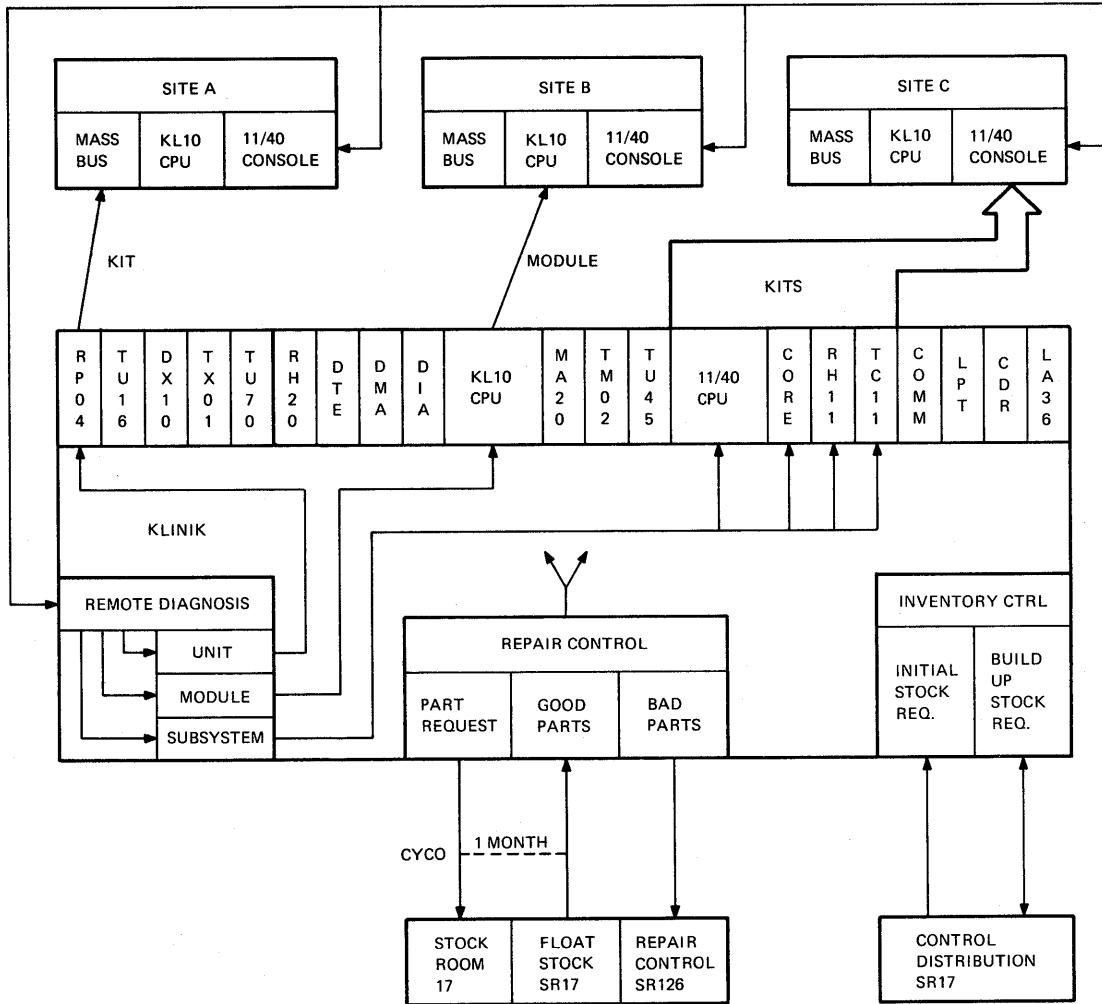 SITE A
MASS BUS
KL10 CPU
11/40 CONSOLE
SITE B
MASS BUS
KL10 CPU
11/40 CONSOLE
SITE C
MASS BUS
KL10 CPU
11/40 CONSOLE
KIT
MODULE
KITS
RP04
TU16
DX10
TX01
TU70
RH20
DTE
DMA
DIA
KL10
CPU
MA20
TM02
TU45
11/40
CPU
CORE
RH11
TC11
COMM
LPT
CDR
LA36
KLINIK
REMOTE DIAGNOSIS
UNIT
MODULE
SUBSYSTEM
REPAIR CONTROL
PART
REQUEST
GOOD
PARTS
BAD
PARTS
INVENTORY CTRL
INITIAL
STOCK
REQ.
BUILD
UP
STOCK
REQ.
CYCO
1 MONTH
STOCK
ROOM
17
FLOAT
STOCK
SR17
REPAIR
CONTROL
SR126
CONTROL
DISTRIBUTION
SR17